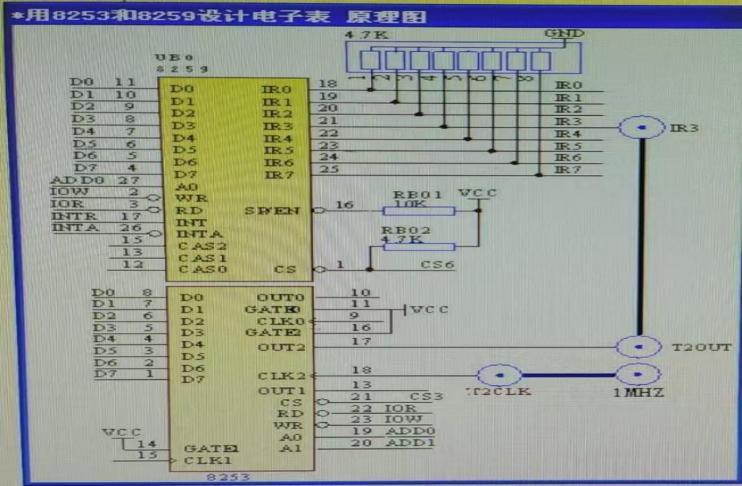 *用8253和8259设计电子表 原理图
4.7K
GND
UB0
8259
1 2 3 4 5 6 7 8
D0 11 D0 IR0 18 IR0
D1 10 D1 IR1 19 IR1
D2 9 D2 IR2 20 IR2
D3 8 D3 IR3 21 IR3
IR3
D4 7 D4 IR4 22 IR4
D5 6 D5 IR5 23 IR5
D6 5 D6 IR6 24 IR6
D7 4 D7 IR7 25 IR7
ADD0 27 A0
IOW 2 WR
IOR 3 RD SP/EN 16
RB01 VCC
10K
INTR 17 INT
INTA 26 INTA
RB02
4.7K
15 CAS2
13 CAS1
12 CAS0 CS 1 CS6
D0 8 D0 OUT0 10
D1 7 D1 GATE0 11
VCC
D2 6 D2 CLK0 9
D3 5 D3 GATE2 16
D4 4 D4 OUT2 17
T2OUT
D5 3 D5
D6 2 D6
D7 1 D7 CLK2 18
T2CLK
1MHZ
OUT1 13
CS 21 CS3
RD 22 IOR
WR 23 IOW
VCC
A0 19 ADD0
14 GATE1 A1 20 ADD1
15 CLK1
8253